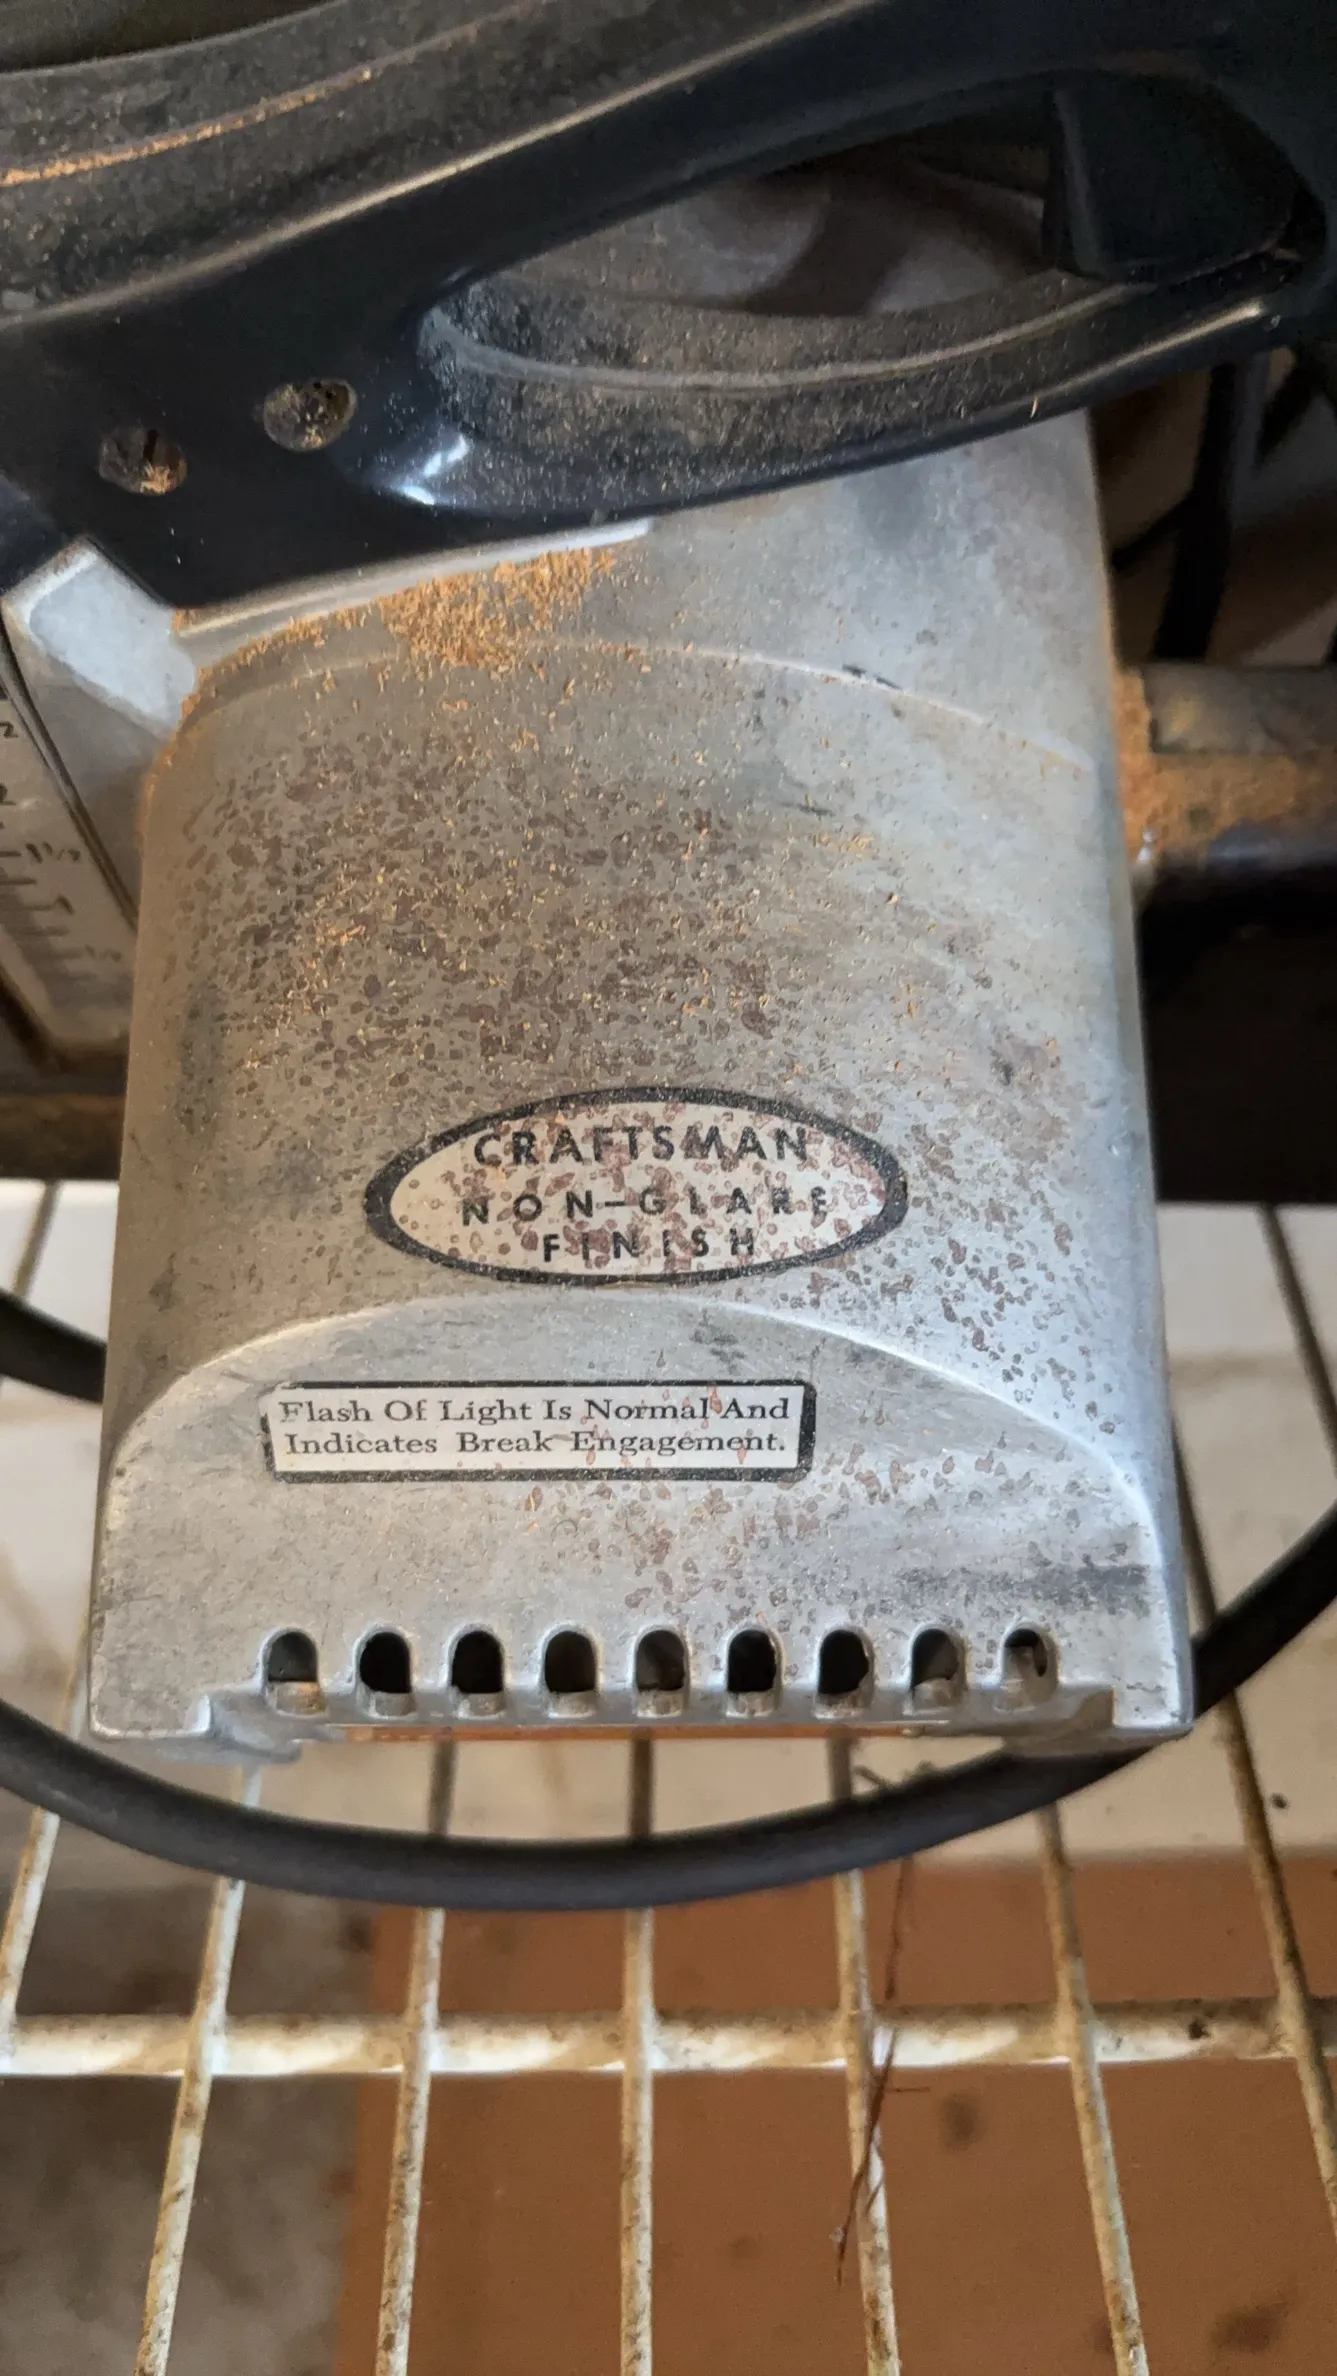 CRAFTSMAN
NON-GLARE
FINISH
Flash Of Light Is Normal And
Indicates Break Engagement.